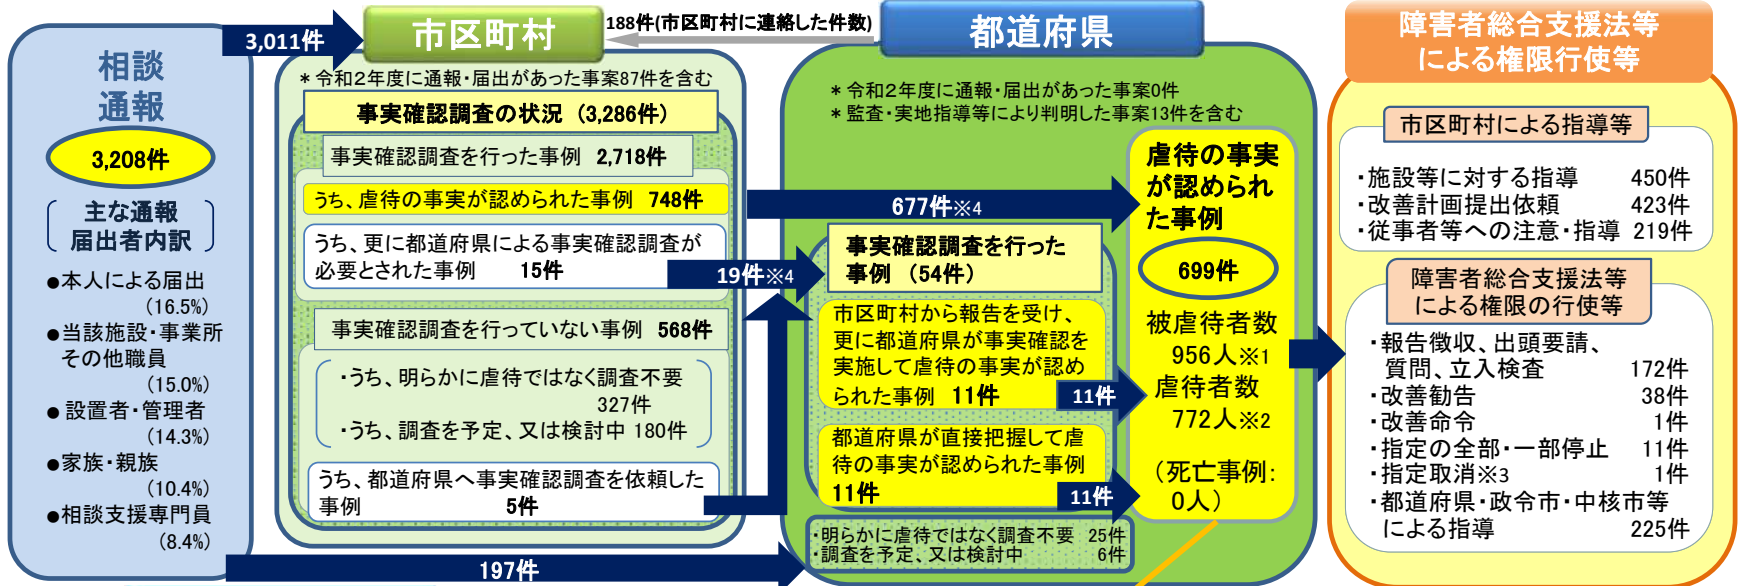 相談
通報
3,208件
主な通報
届出者内訳
●本人による届出
(16.5%)
●当該施設・事業所
その他職員
(15.0%)
●設置者・管理者
(14.3%)
●家族・親族
(10.4%)
●相談支援専門員
(8.4%)
3,011件
197件
市区町村
188件(市区町村に連絡した件数)
＊令和２年度に通報・届出があった事案87件を含む
事実確認調査の状況（3,286件）
事実確認調査を行った事例 2,718件
うち、虐待の事実が認められた事例 748件
うち、更に都道府県による事実確認調査が
必要とされた事例 15件
事実確認調査を行っていない事例 568件
・うち、明らかに虐待ではなく調査不要
327件
・うち、調査を予定、又は検討中 180件
うち、都道府県へ事実確認調査を依頼した
事例 5件
都道府県
＊令和２年度に通報・届出があった事案0件
＊監査・実地指導等により判明した事案13件を含む
677件※4
19件※4
事実確認調査を行った
事例（54件）
市区町村から報告を受け、
更に都道府県が事実確認を
実施して虐待の事実が認め
られた事例 11件
11件
都道府県が直接把握して虐
待の事実が認められた事例
11件
11件
・明らかに虐待ではなく調査不要 25件
・調査を予定、又は検討中 6件
虐待の事実
が認められ
た事例
699件
被虐待者数
956人※1
虐待者数
772人※2
（死亡事例:
0人）
障害者総合支援法等
による権限行使等
市区町村による指導等
・施設等に対する指導 450件
・改善計画提出依頼 423件
・従事者等への注意・指導 219件
障害者総合支援法等
による権限の行使等
・報告徴収、出頭要請、
質問、立入検査 172件
・改善勧告 38件
・改善命令 1件
・指定の全部・一部停止 11件
・指定取消※3 1件
・都道府県・政令市・中核市等
による指導 225件